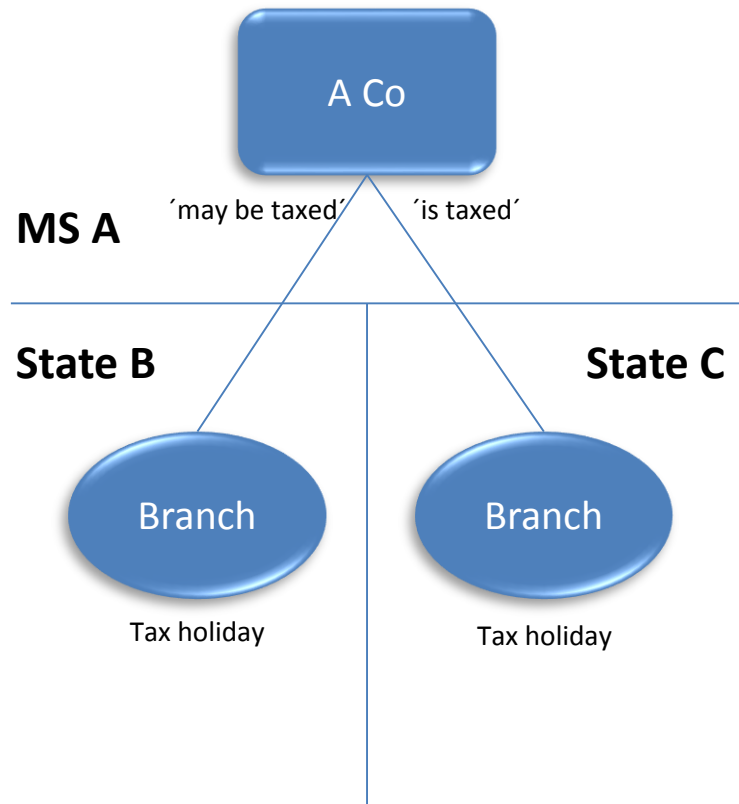 A Co
´may be taxed´ ´is taxed´
MS A
State B State C
Branch Branch
Tax holiday Tax holiday